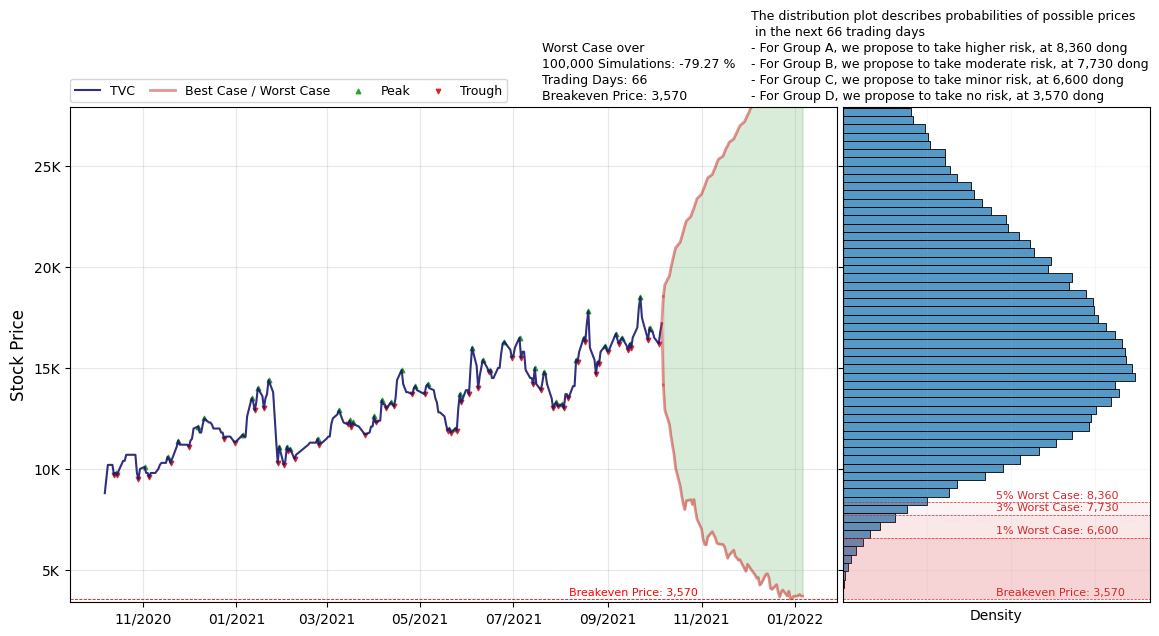 The distribution plot describes probabilities of possible prices
in the next 66 trading days
- For Group A, we propose to take higher risk, at 8,360 dong
- For Group B, we propose to take moderate risk, at 7,730 dong
- For Group C, we propose to take minor risk, at 6,600 dong
- For Group D, we propose to take no risk, at 3,570 dong
Worst Case over
100,000 Simulations: -79.27 %
Trading Days: 66
Breakeven Price: 3,570
TVC
Best Case / Worst Case
Peak
Trough
Stock Price
25K
20K
15K
10K
5K
Breakeven Price: 3,570
11/2020
01/2021
03/2021
05/2021
07/2021
09/2021
11/2021
01/2022
5% Worst Case: 8,360
3% Worst Case: 7,730
1% Worst Case: 6,600
Breakeven Price: 3,570
Density